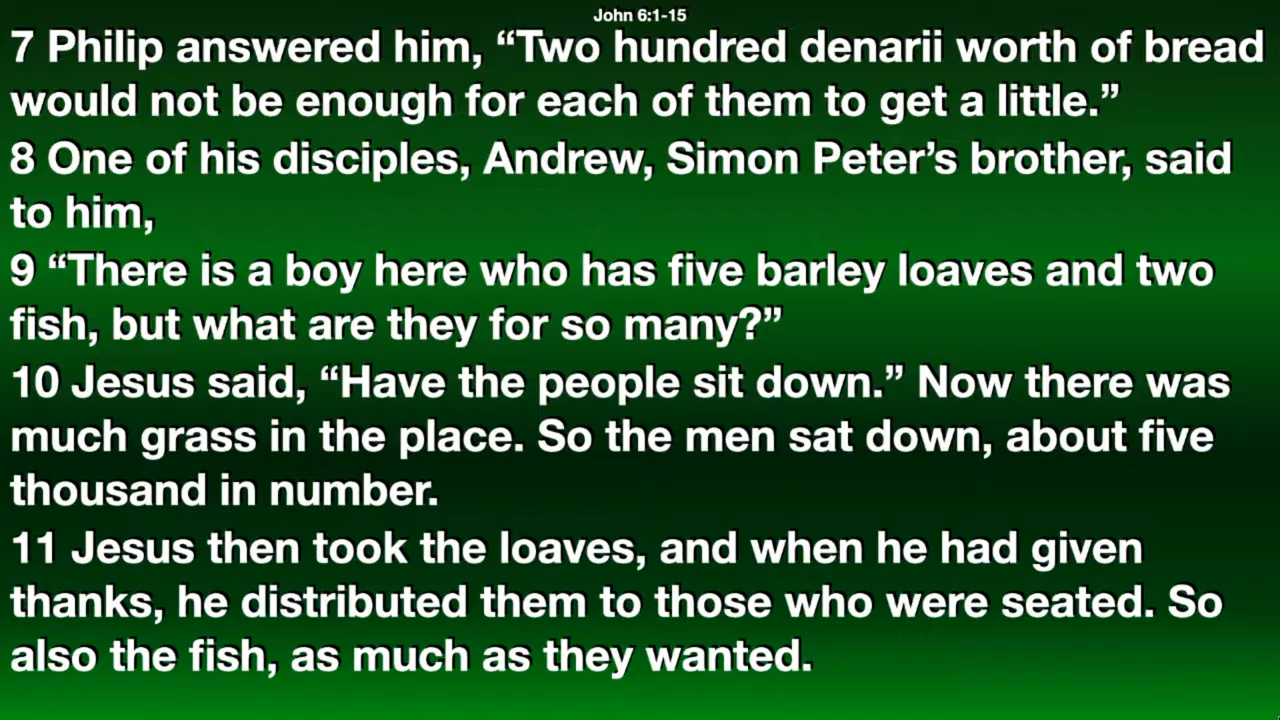 John 6:1-15
7 Philip answered him, “Two hundred denarii worth of bread
would not be enough for each of them to get a little.”
8 One of his disciples, Andrew, Simon Peter’s brother, said
to him,
9 “There is a boy here who has five barley loaves and two
fish, but what are they for so many?”
10 Jesus said, “Have the people sit down.” Now there was
much grass in the place. So the men sat down, about five
thousand in number.
11 Jesus then took the loaves, and when he had given
thanks, he distributed them to those who were seated. So
also the fish, as much as they wanted.